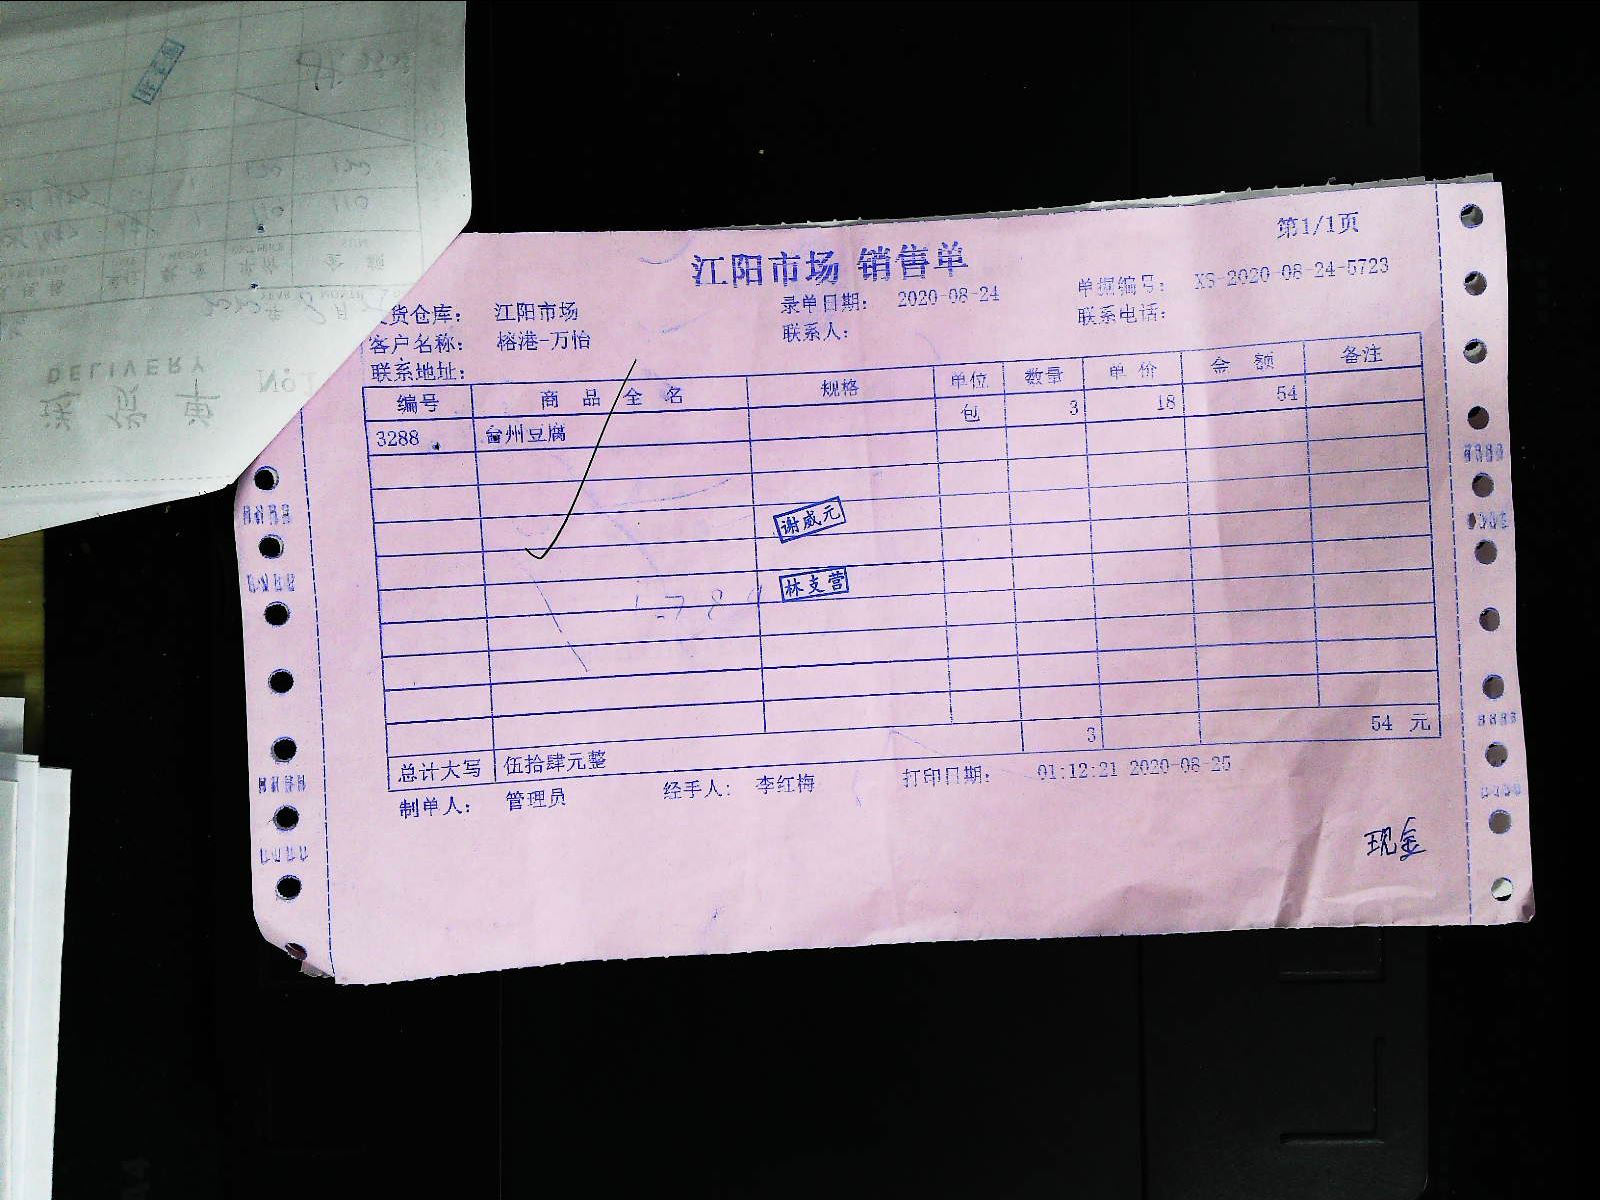 第1/1页
江阳市场 销售单
货仓库： 江阳市场 录单日期： 2020-08-24 单据编号： XS-2020-08-24-5723
客户名称： 榕港-万怡 联系人： 联系电话：
联系地址：
编号 商 品 全 名 规格 单位 数量 单 价 金 额 备注
3288 台州豆腐 包 3 18 54
谢威元
林支营
总计大写 伍拾肆元整 3 54 元
制单人： 管理员 经手人： 李红梅 打印日期： 01:12:21 2020-08-25
现金
DELIVERY